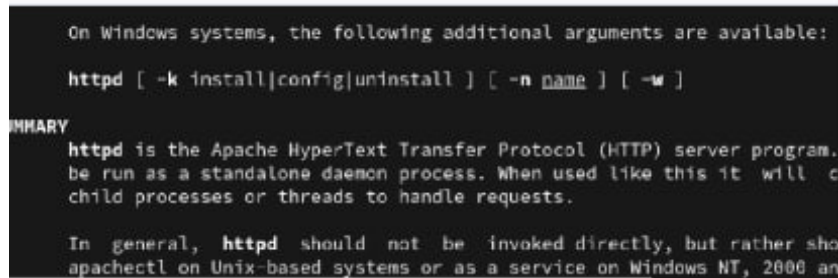 On Windows systems, the following additional arguments are available:
httpd [ -k install|config|uninstall ] [ -n name ] [ -w ]
UMMARY
httpd is the Apache HyperText Transfer Protocol (HTTP) server program.
be run as a standalone daemon process. When used like this it will c
child processes or threads to handle requests.
In general, httpd should not be invoked directly, but rather sho
apachectl on Unix-based systems or as a service on Windows NT, 2000 a